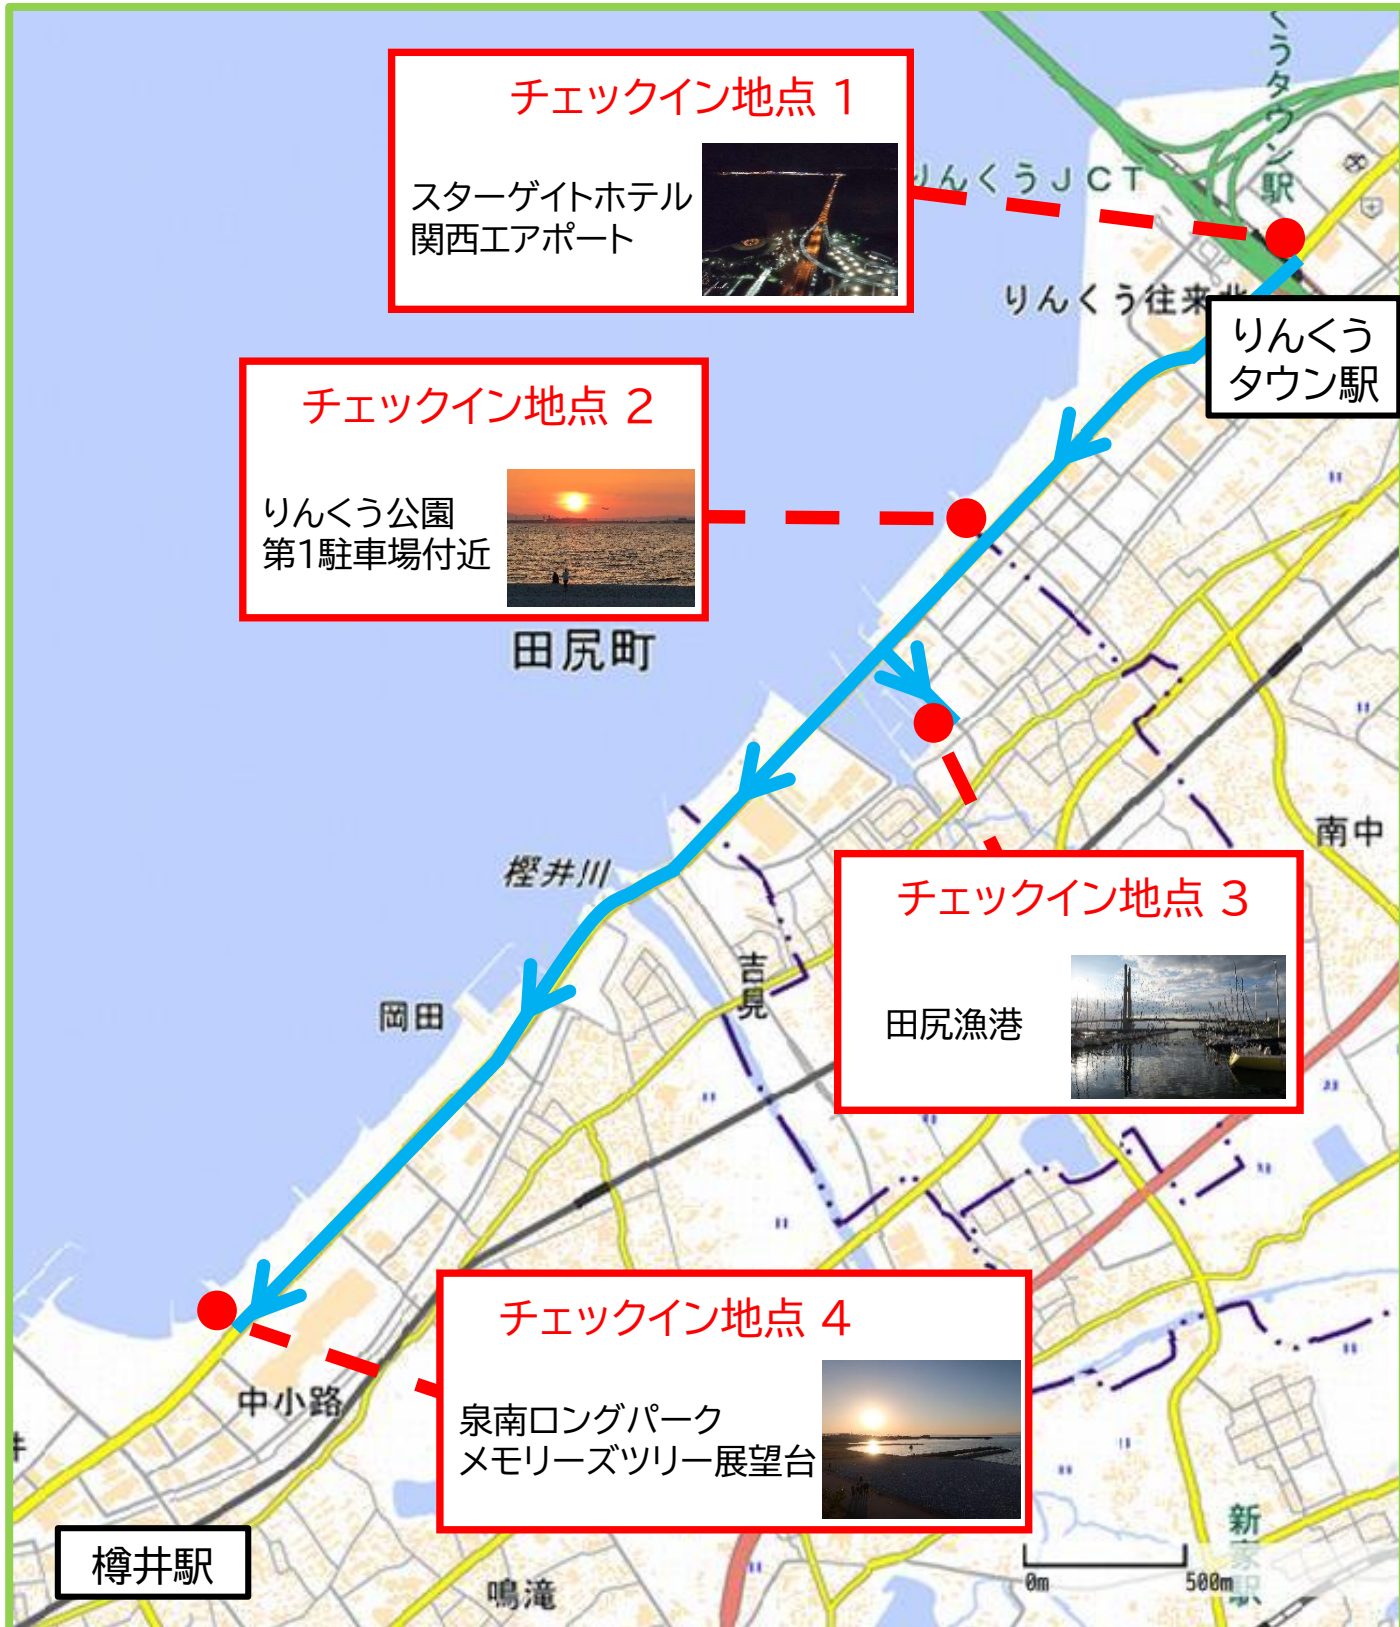 くうタウン駅
チェックイン地点 1
スターゲイトホテル
関西エアポート
りんくうJCT
りんくう往来北
りんくう
タウン駅
チェックイン地点 2
りんくう公園
第1駐車場付近
田尻町
南中
樫井川
チェックイン地点 3
田尻漁港
吉見
岡田
チェックイン地点 4
泉南ロングパーク
メモリーズツリー展望台
中小路
井
樽井駅
鳴滝
新家駅
0m 500m